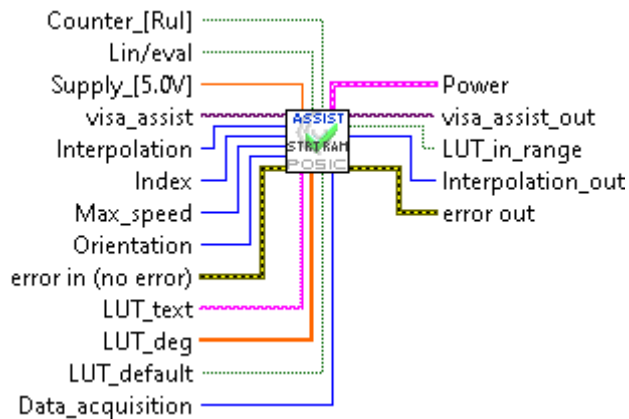 Counter_[Rul]
Lin/eval
Supply_[5.0V]
visa_assist
Interpolation
Index
Max_speed
Orientation
error in (no error)
LUT_text
LUT_deg
LUT_default
Data_acquisition
ASSIST
STRT RAM
POSIC
Power
visa_assist_out
LUT_in_range
Interpolation_out
error out